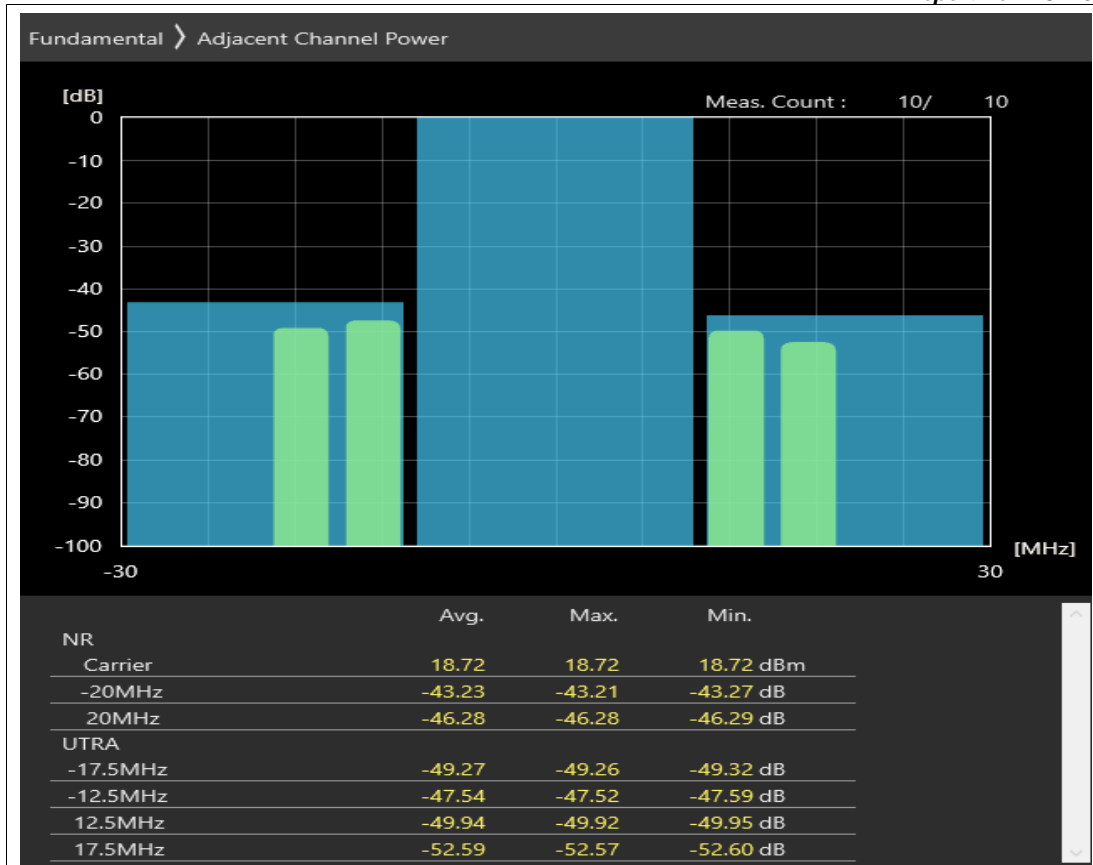 Fundamental ❭ Adjacent Channel Power
[dB]
Meas. Count : 10/ 10
0
-10
-20
-30
-40
-50
-60
-70
-80
-90
-100
[MHz]
-30 30
Avg. Max. Min.
NR
Carrier 18.72 18.72 18.72 dBm
-20MHz -43.23 -43.21 -43.27 dB
20MHz -46.28 -46.28 -46.29 dB
UTRA
-17.5MHz -49.27 -49.26 -49.32 dB
-12.5MHz -47.54 -47.52 -47.59 dB
12.5MHz -49.94 -49.92 -49.95 dB
17.5MHz -52.59 -52.57 -52.60 dB